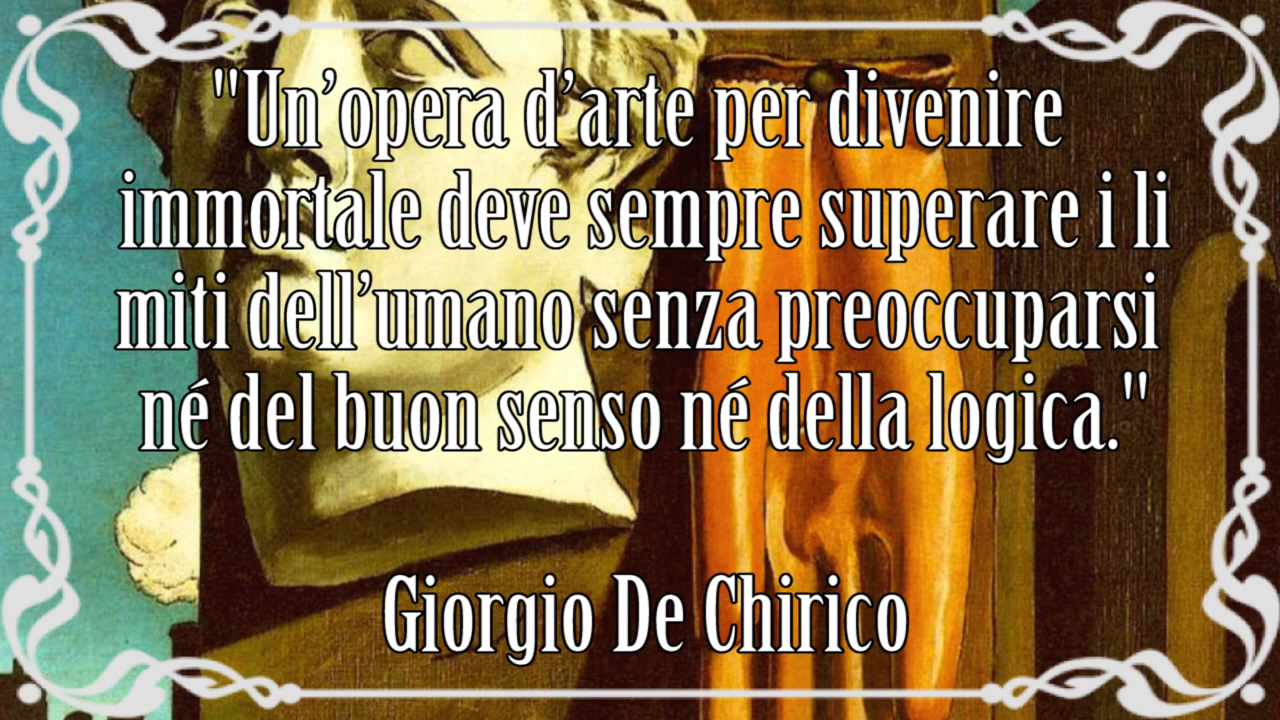 "Un’opera d’arte per divenire
immortale deve sempre superare i li
miti dell’umano senza preoccuparsi
né del buon senso né della logica."
Giorgio De Chirico